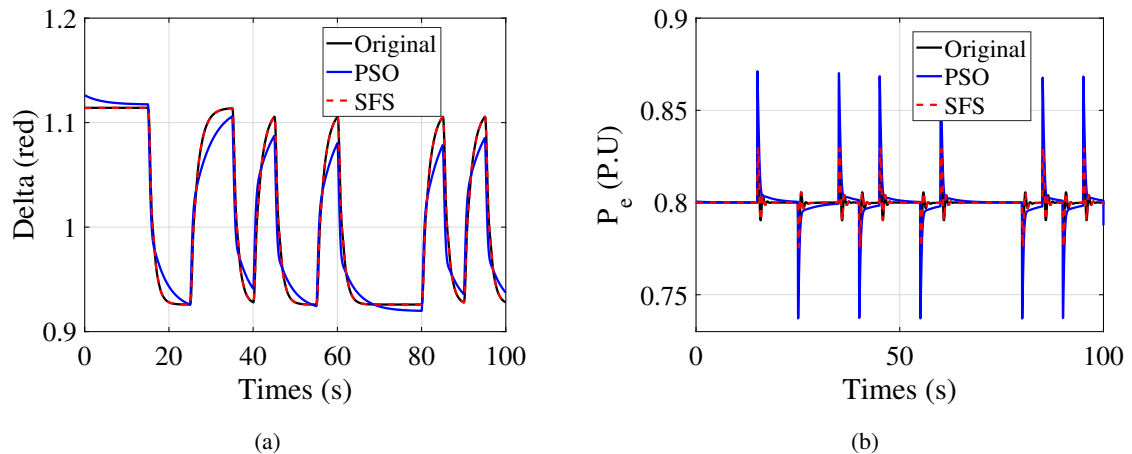 1.2
1.1
1
0.9
Delta (red)
Original
PSO
SFS
0 20 40 60 80 100
Times (s)
(a)
0.9
0.85
0.8
0.75
P_e (P.U)
Original
PSO
SFS
0 50 100
Times (s)
(b)